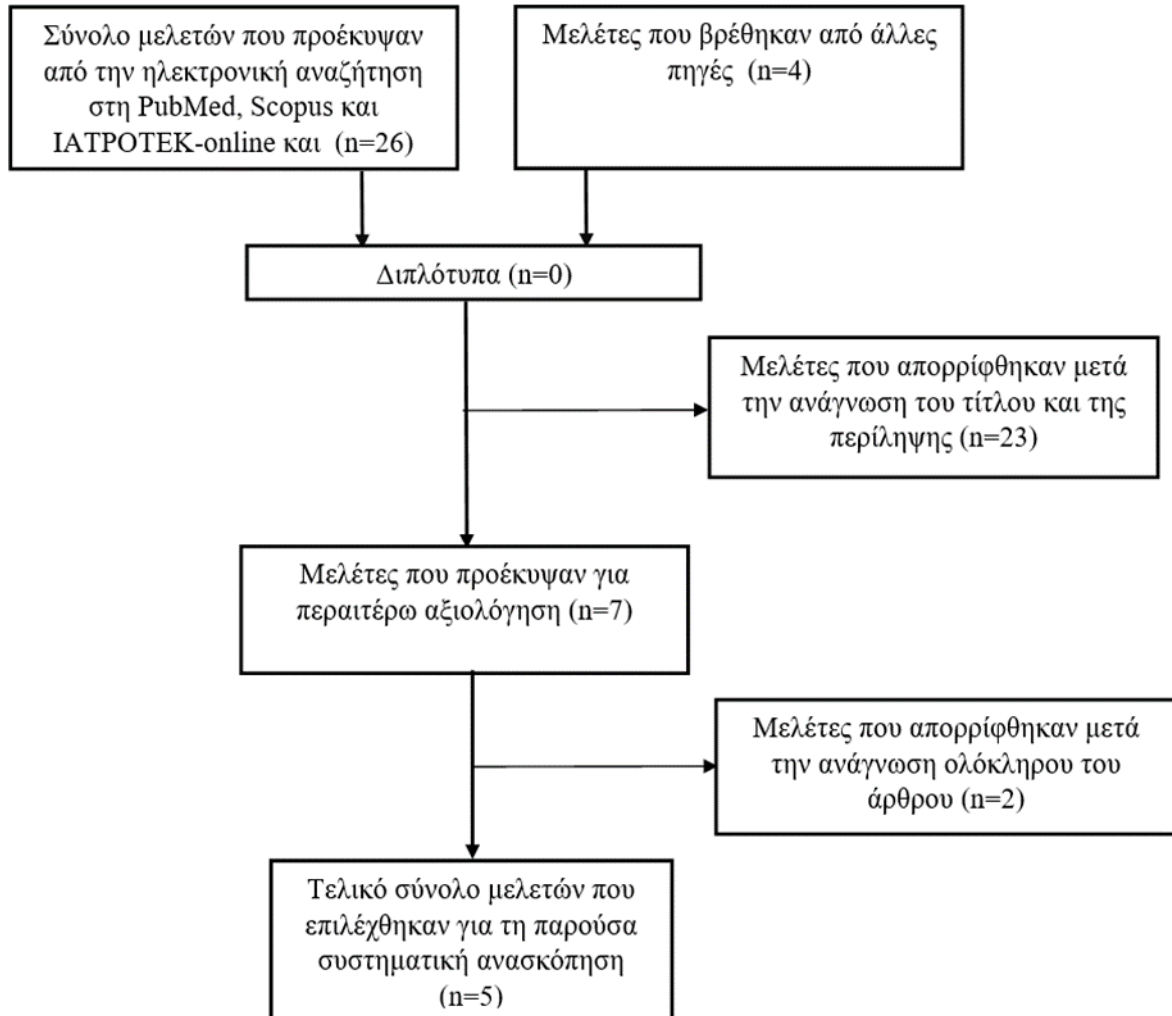 Σύνολο μελετών που προέκυψαν
από την ηλεκτρονική αναζήτηση
στη PubMed, Scopus και
ΙΑΤΡΟΤΕΚ-online και (n=26)
Μελέτες που βρέθηκαν από άλλες
πηγές (n=4)
Διπλότυπα (n=0)
Μελέτες που απορρίφθηκαν μετά
την ανάγνωση του τίτλου και της
περίληψης (n=23)
Μελέτες που προέκυψαν για
περαιτέρω αξιολόγηση (n=7)
Μελέτες που απορρίφθηκαν μετά
την ανάγνωση ολόκληρου του
άρθρου (n=2)
Τελικό σύνολο μελετών που
επιλέχθηκαν για τη παρούσα
συστηματική ανασκόπηση
(n=5)